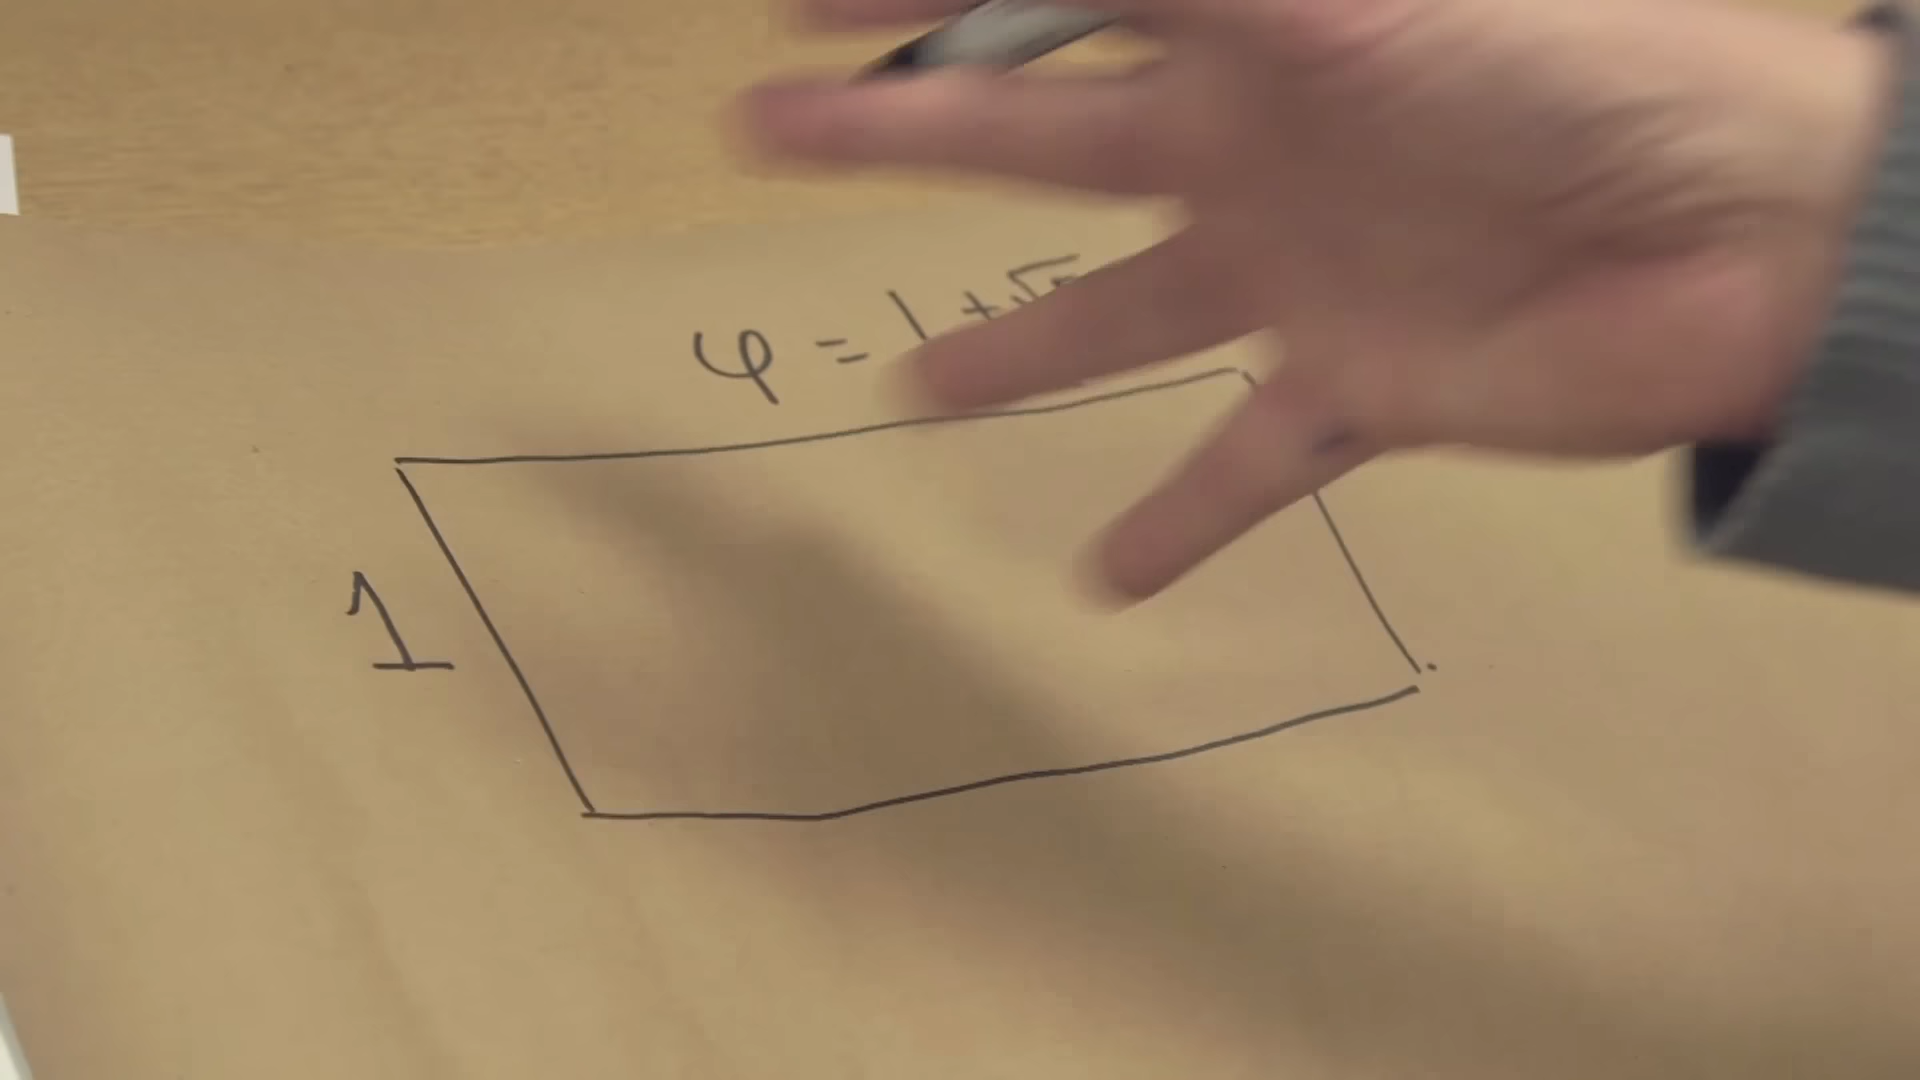 φ = 1 + √
1